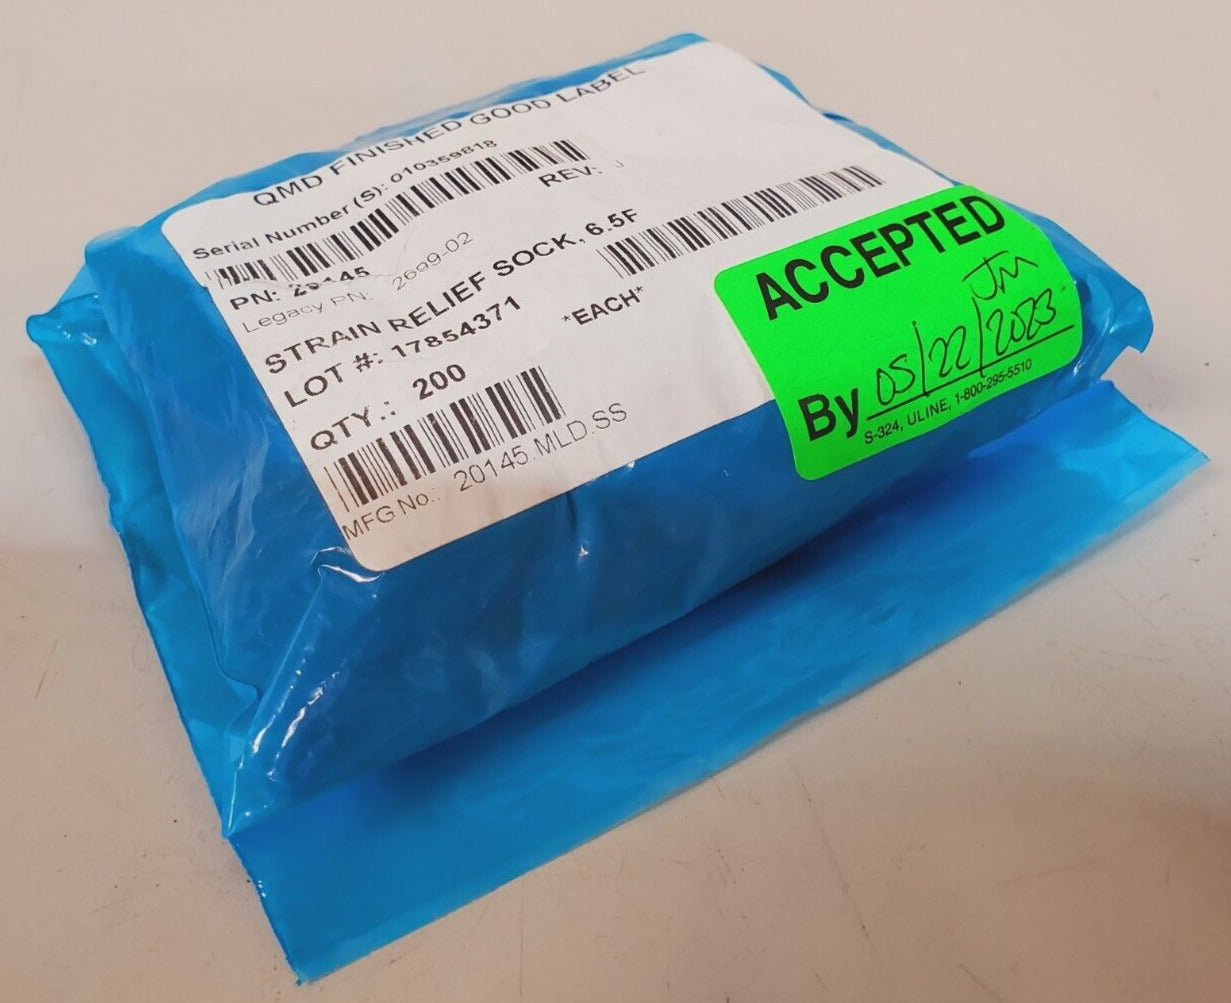 QMD FINISHED GOOD LABEL
Serial Number (S): 010359818
REV: J
PN: 20145
Legacy PN: 2699-02
STRAIN RELIEF SOCK, 6.5F
LOT #: 17854371
*EACH*
QTY.: 200
MFG No.: 20145.MLD.SS
ACCEPTED
JM
By 05/22/2023
S-324, ULINE, 1-800-295-5510